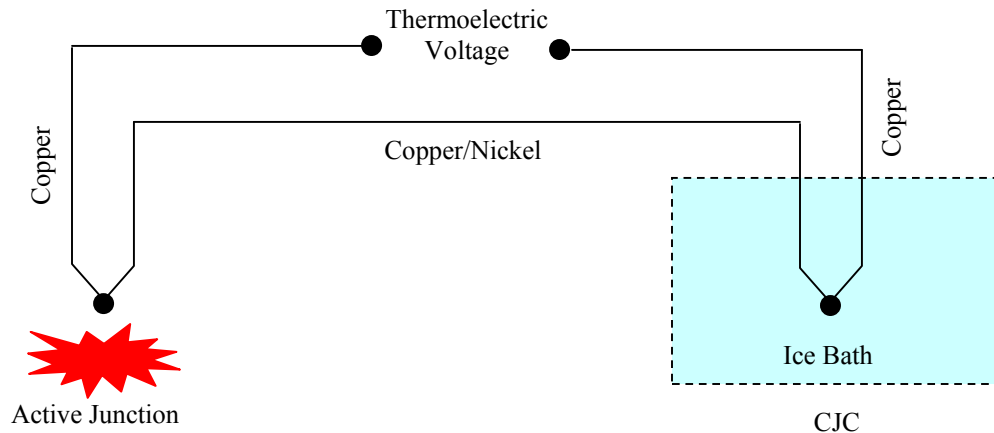 Thermoelectric
Voltage
Copper
Copper/Nickel
Copper
Ice Bath
Active Junction
CJC